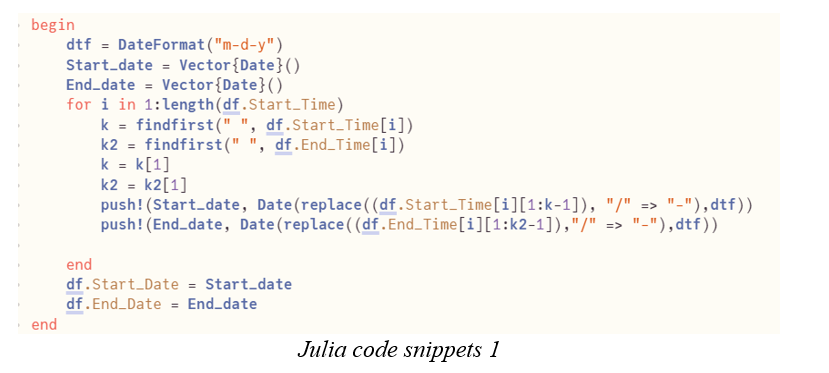 begin
    dtf = DateFormat("m-d-y")
    Start_date = Vector{Date}()
    End_date = Vector{Date}()
    for i in 1:length(df.Start_Time)
        k = findfirst(" ", df.Start_Time[i])
        k2 = findfirst(" ", df.End_Time[i])
        k = k[1]
        k2 = k2[1]
        push!(Start_date, Date(replace((df.Start_Time[i][1:k-1]), "/" => "-"),dtf))
        push!(End_date, Date(replace((df.End_Time[i][1:k2-1]),"/" => "-"),dtf))
    end
    df.Start_Date = Start_date
    df.End_Date = End_date
end
Julia code snippets 1